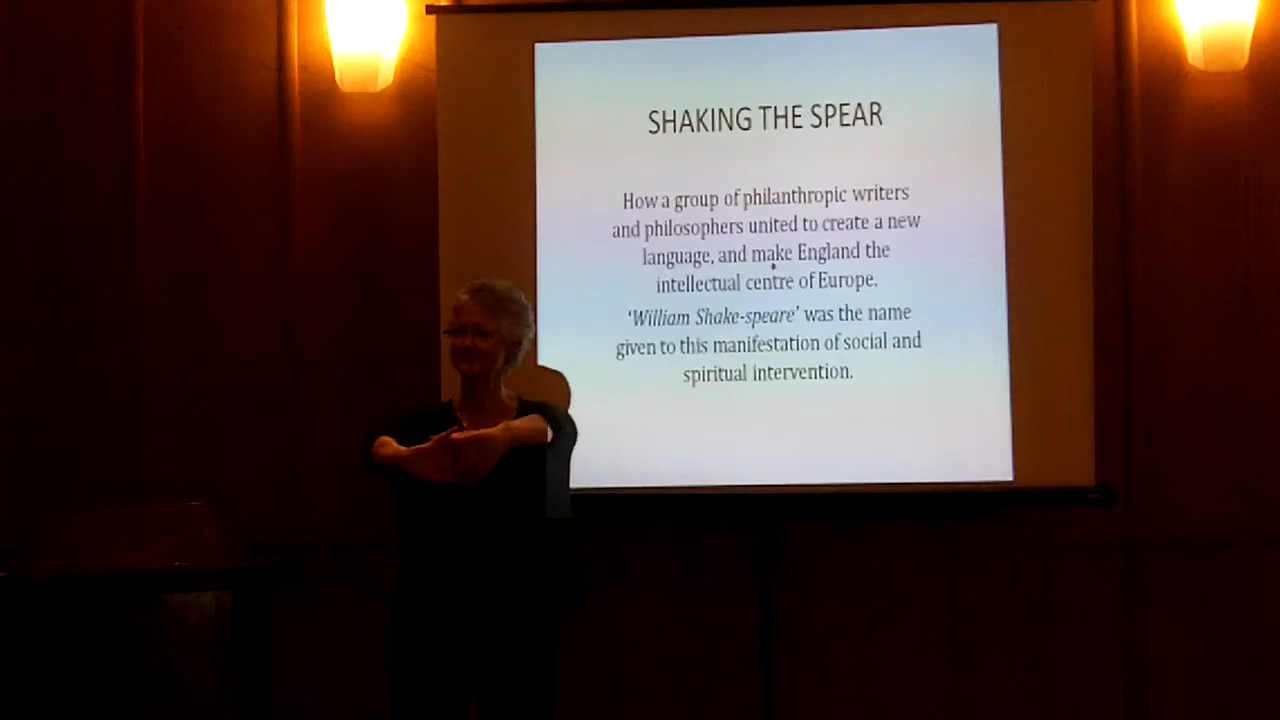 SHAKING THE SPEAR
How a group of philanthropic writers
and philosophers united to create a new
language, and make England the
intellectual centre of Europe.
'William Shake-speare' was the name
given to this manifestation of social and
spiritual intervention.